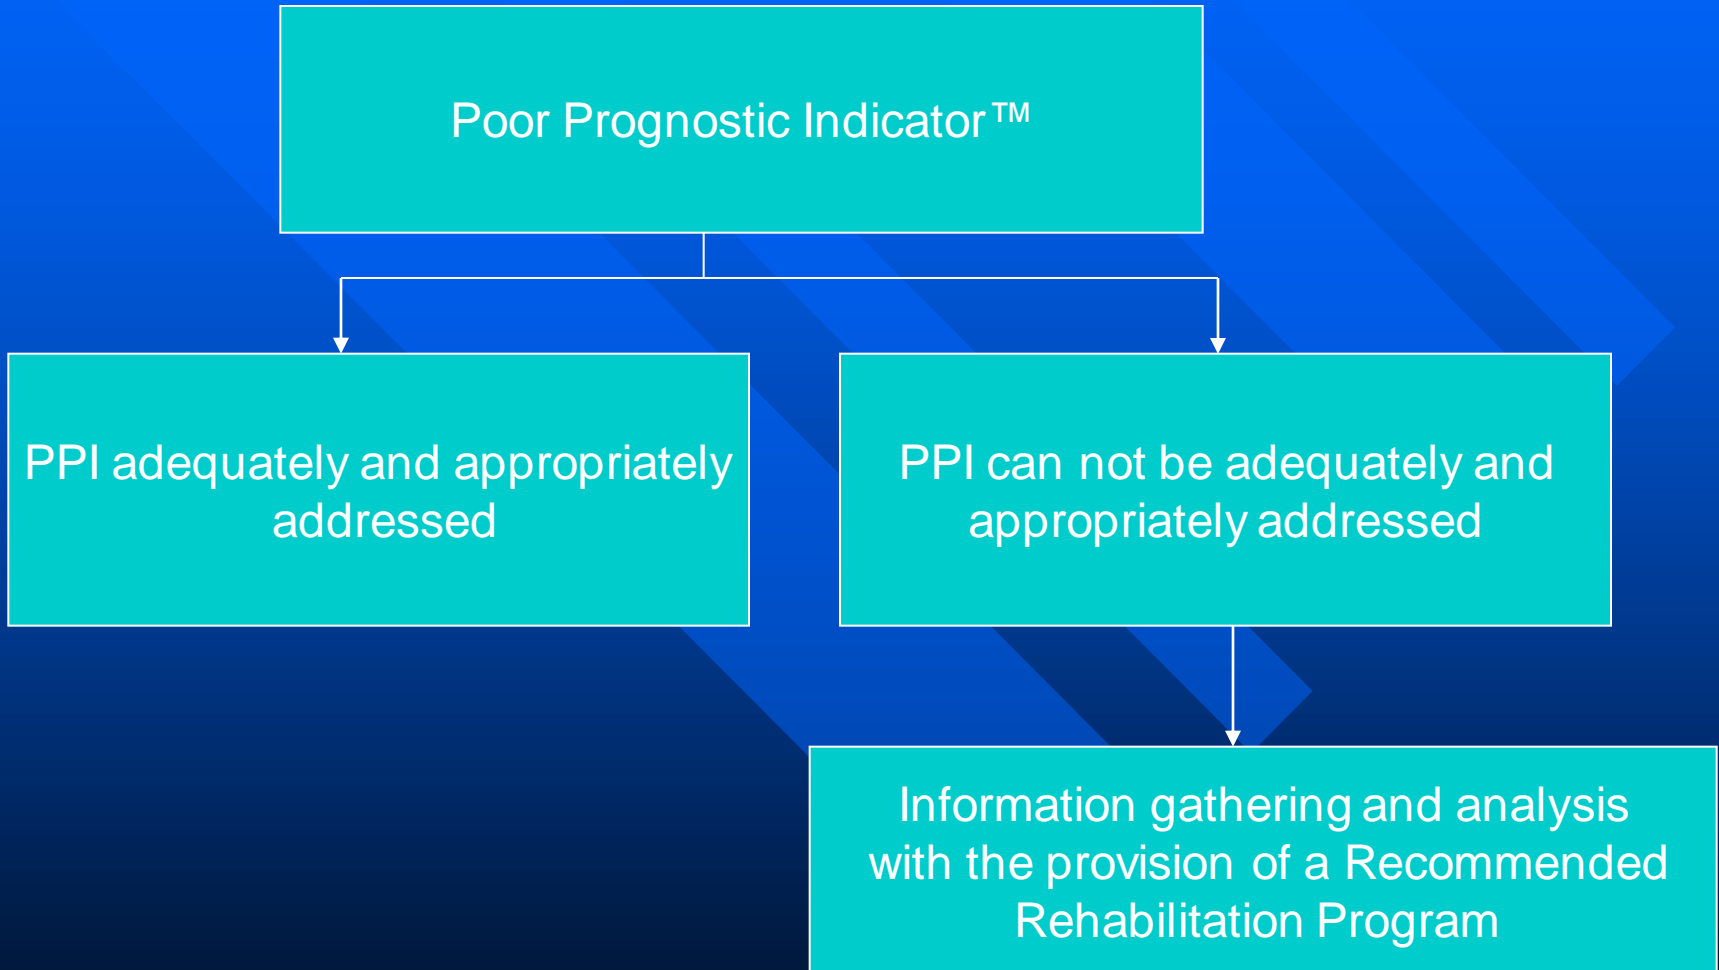 Poor Prognostic Indicator™
PPI adequately and appropriately
addressed
PPI can not be adequately and
appropriately addressed
Information gathering and analysis
with the provision of a Recommended
Rehabilitation Program